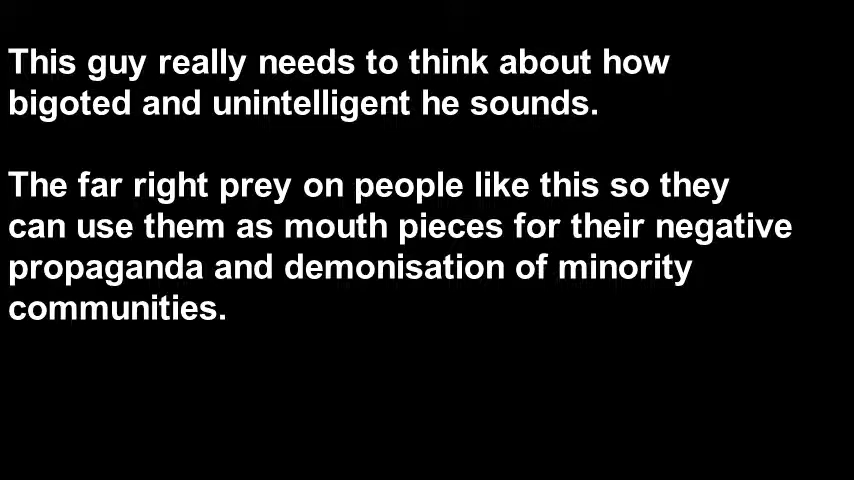 This guy really needs to think about how
bigoted and unintelligent he sounds.
The far right prey on people like this so they
can use them as mouth pieces for their negative
propaganda and demonisation of minority
communities.